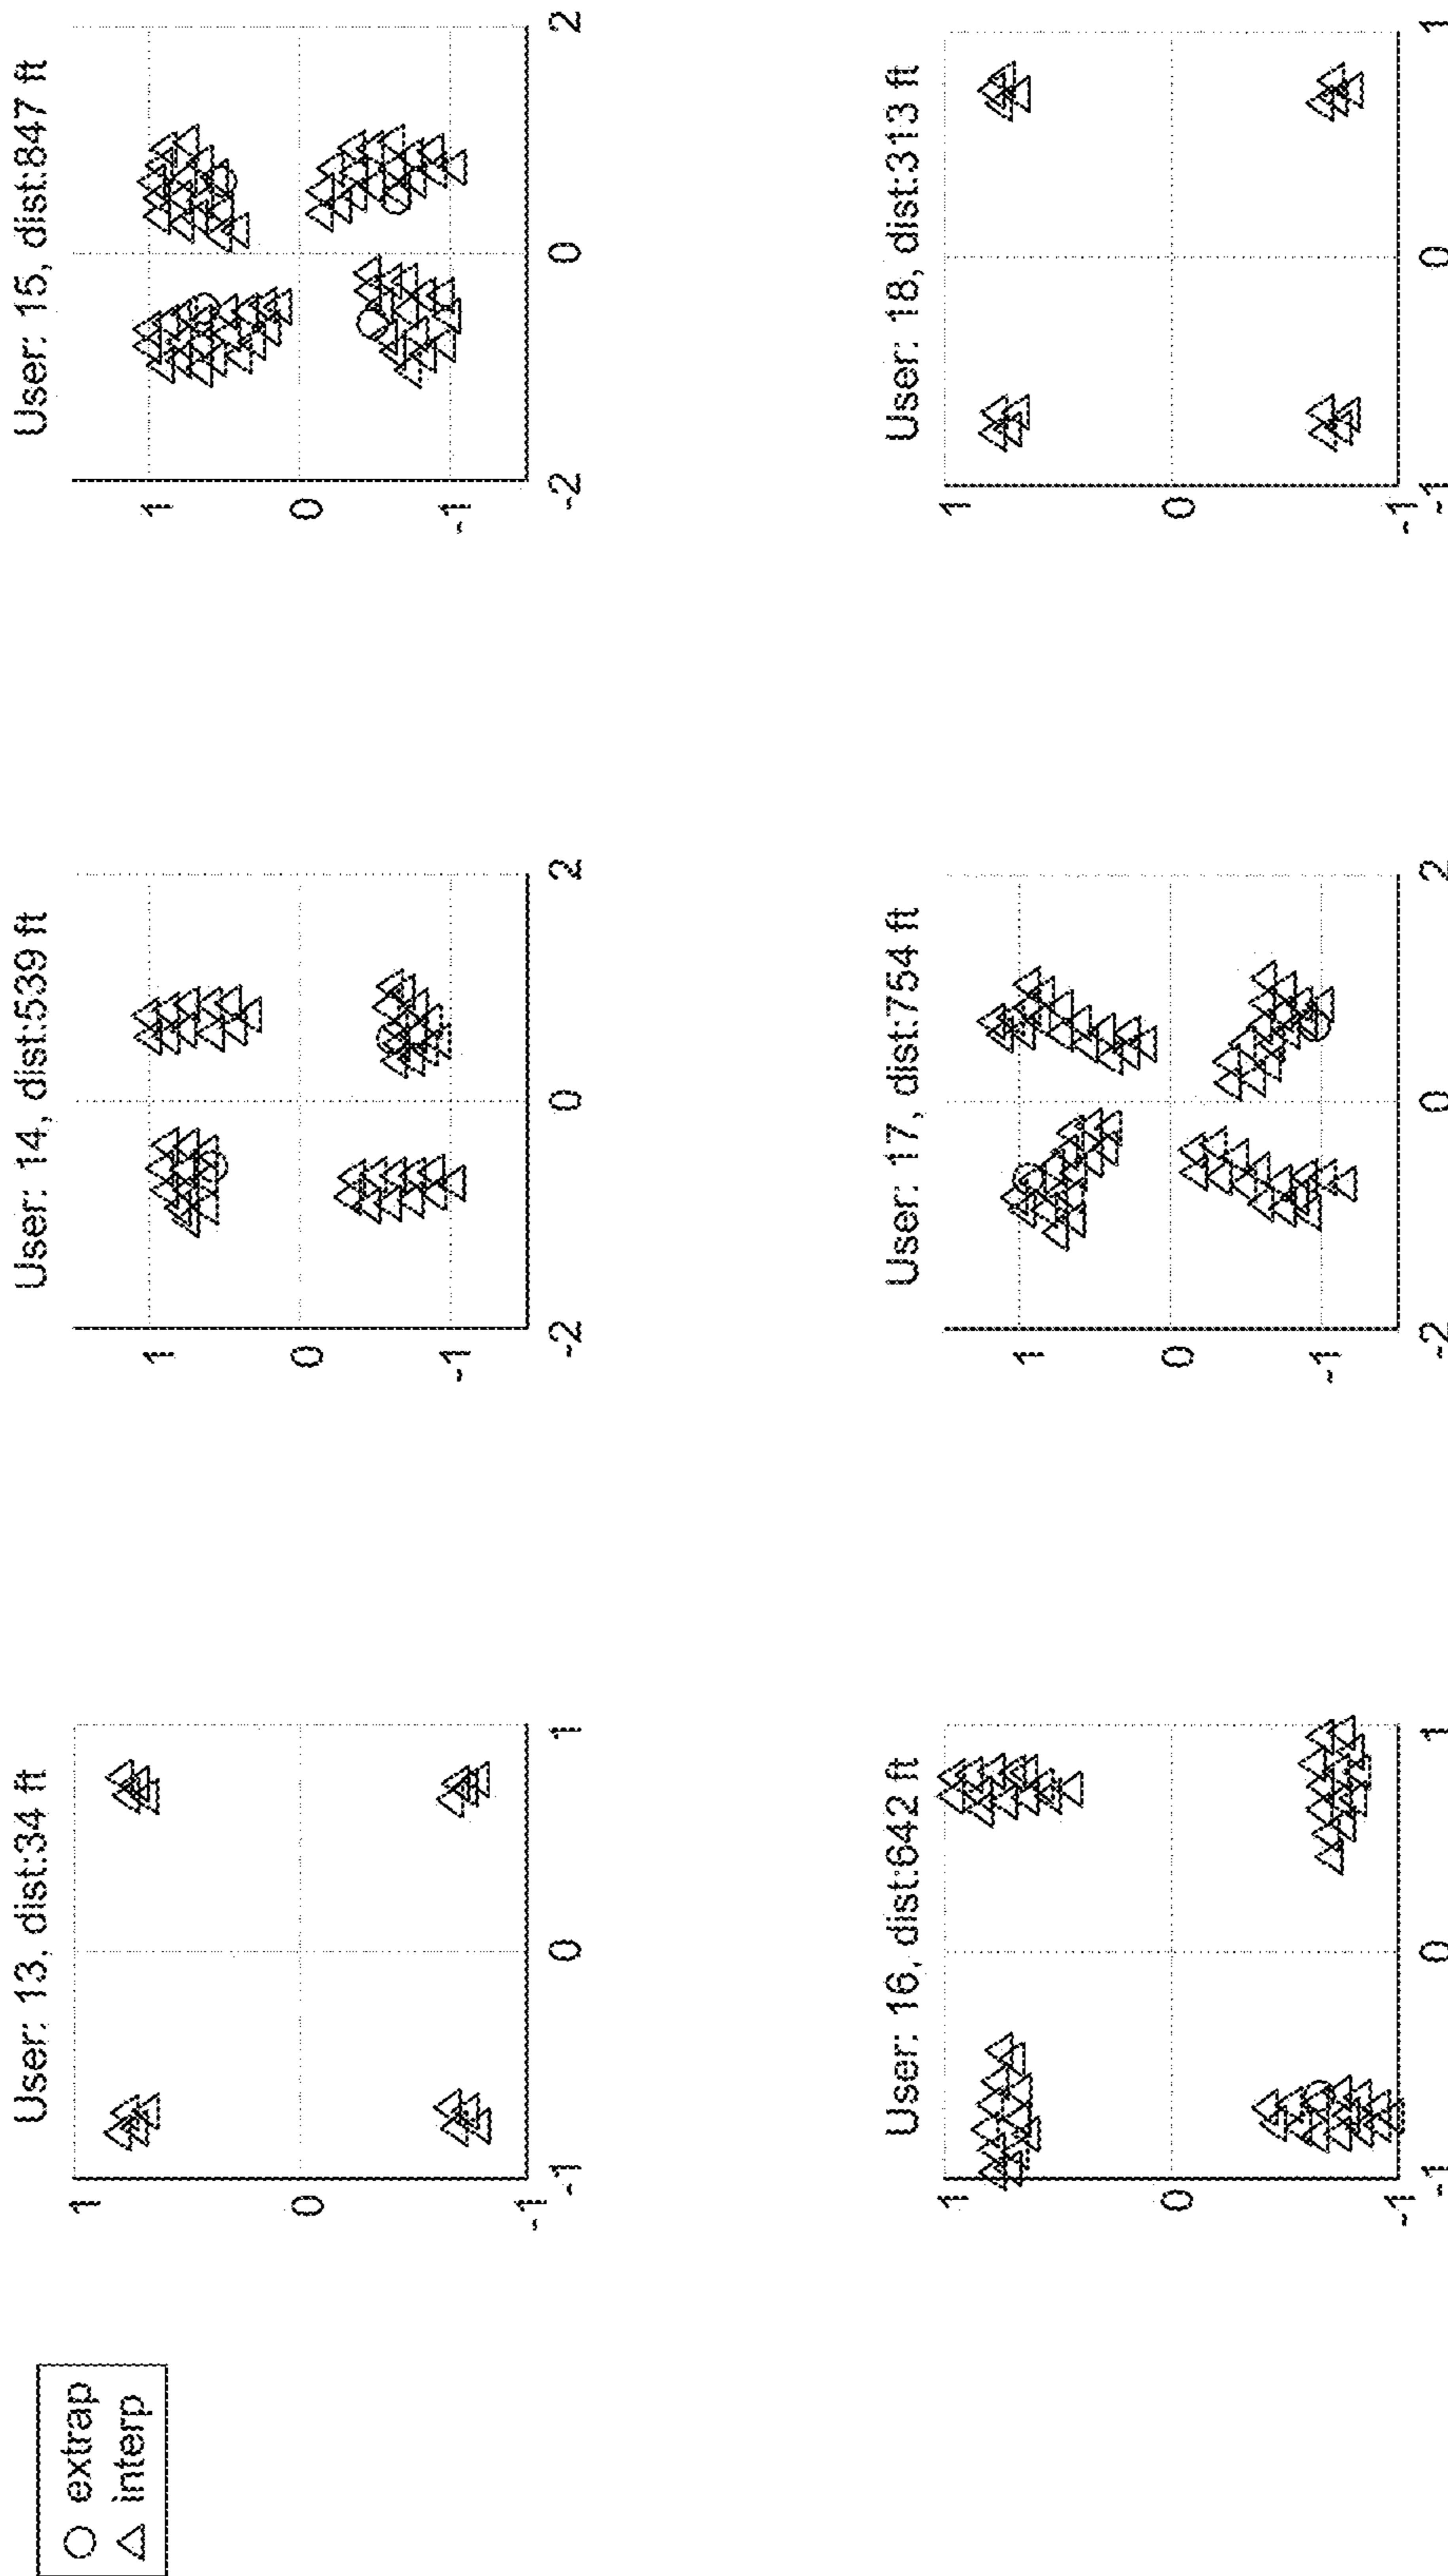 extrap
interp
User: 13, dist:34 ft
1
0
-1
-1 0 1
User: 14, dist:539 ft
1
0
-1
-2 0 2
User: 15, dist:847 ft
1
0
-1
-2 0 2
User: 16, dist:642 ft
1
0
-1
-1 0 1
User: 17, dist:754 ft
1
0
-1
-2 0 2
User: 18, dist:313 ft
1
0
-1
-1 0 1